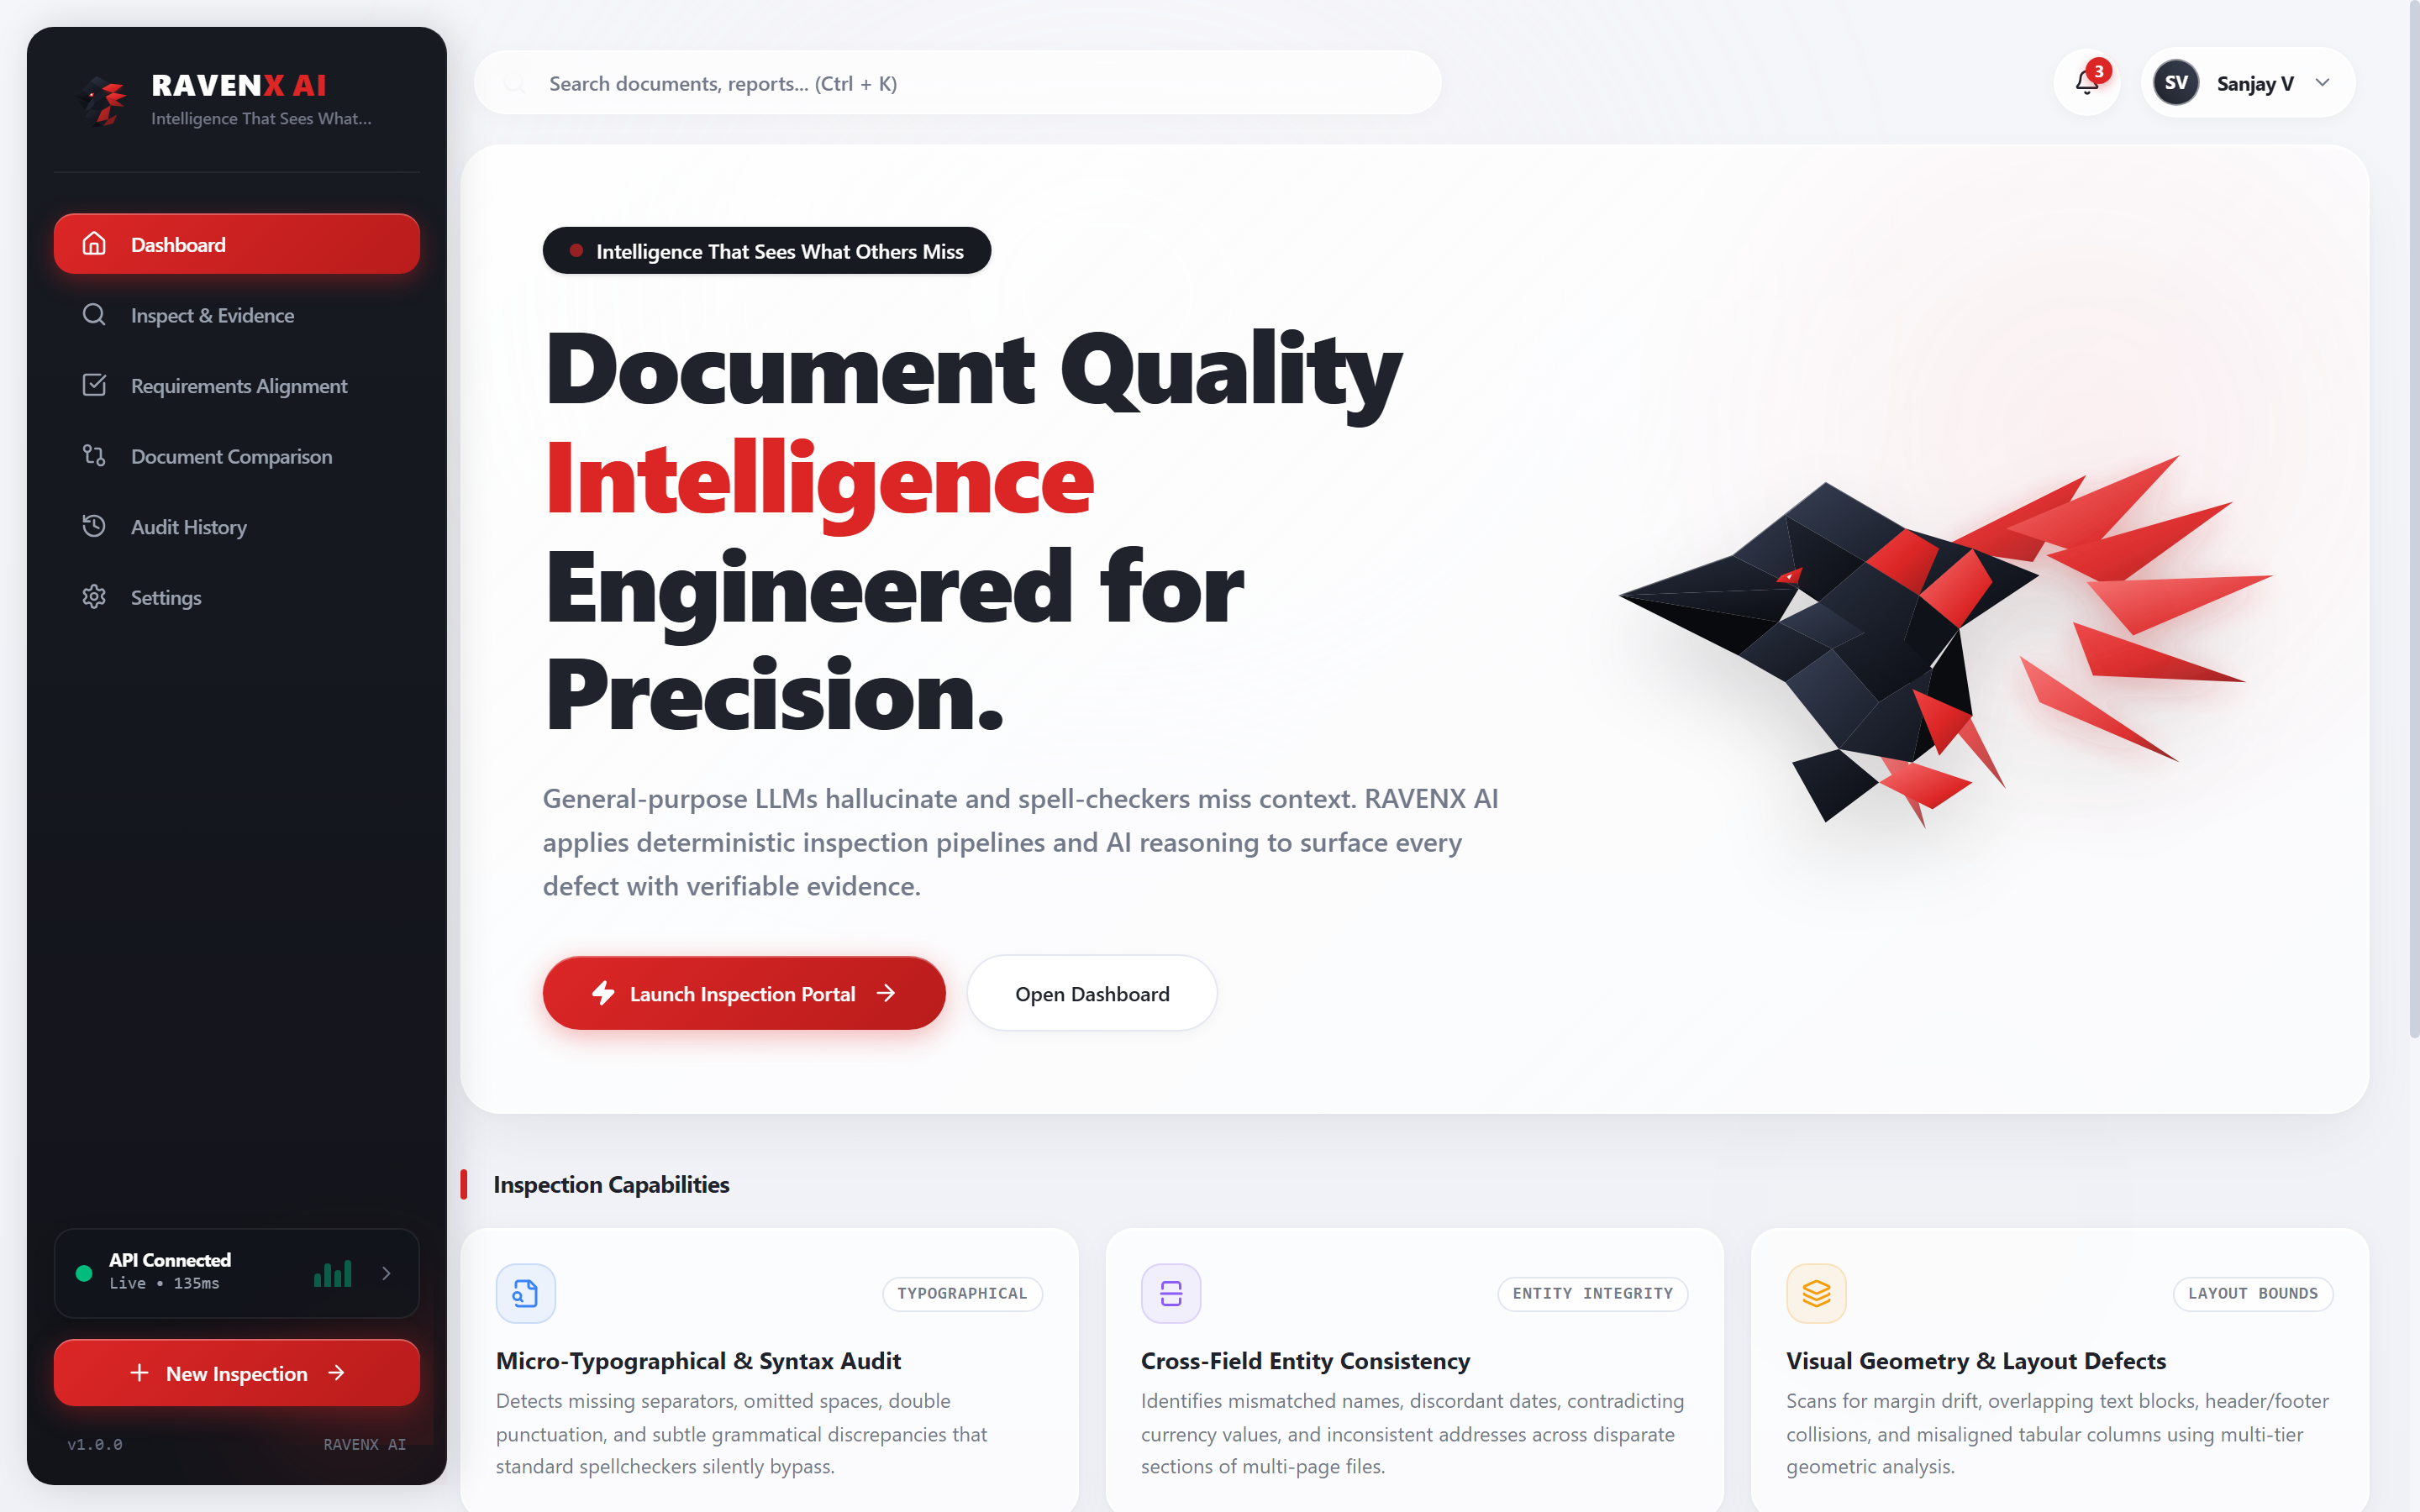 RAVENX AI
Intelligence That Sees What...
Dashboard
Inspect & Evidence
Requirements Alignment
Document Comparison
Audit History
Settings
API Connected
Live • 135ms
New Inspection
v1.0.0 RAVENX AI
Search documents, reports... (Ctrl + K)
3
SV Sanjay V
Intelligence That Sees What Others Miss
Document Quality
Intelligence
Engineered for
Precision.
General-purpose LLMs hallucinate and spell-checkers miss context. RAVENX AI
applies deterministic inspection pipelines and AI reasoning to surface every
defect with verifiable evidence.
Launch Inspection Portal
Open Dashboard
Inspection Capabilities
TYPOGRAPHICAL
Micro-Typographical & Syntax Audit
Detects missing separators, omitted spaces, double
punctuation, and subtle grammatical discrepancies that
standard spellcheckers silently bypass.
ENTITY INTEGRITY
Cross-Field Entity Consistency
Identifies mismatched names, discordant dates, contradicting
currency values, and inconsistent addresses across disparate
sections of multi-page files.
LAYOUT BOUNDS
Visual Geometry & Layout Defects
Scans for margin drift, overlapping text blocks, header/footer
collisions, and misaligned tabular columns using multi-tier
geometric analysis.